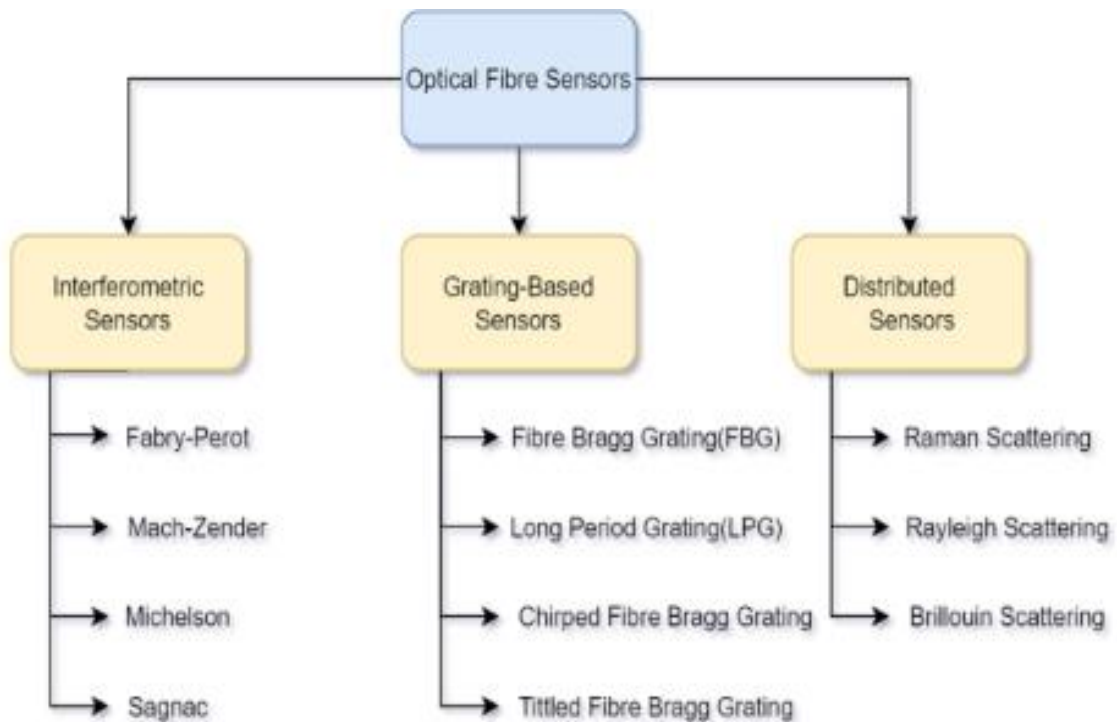 Optical Fibre Sensors
Interferometric
Sensors
Grating-Based
Sensors
Distributed
Sensors
Fabry-Perot
Mach-Zender
Michelson
Sagnac
Fibre Bragg Grating(FBG)
Long Period Grating(LPG)
Chirped Fibre Bragg Grating
Tittled Fibre Bragg Grating
Raman Scattering
Rayleigh Scattering
Brillouin Scattering